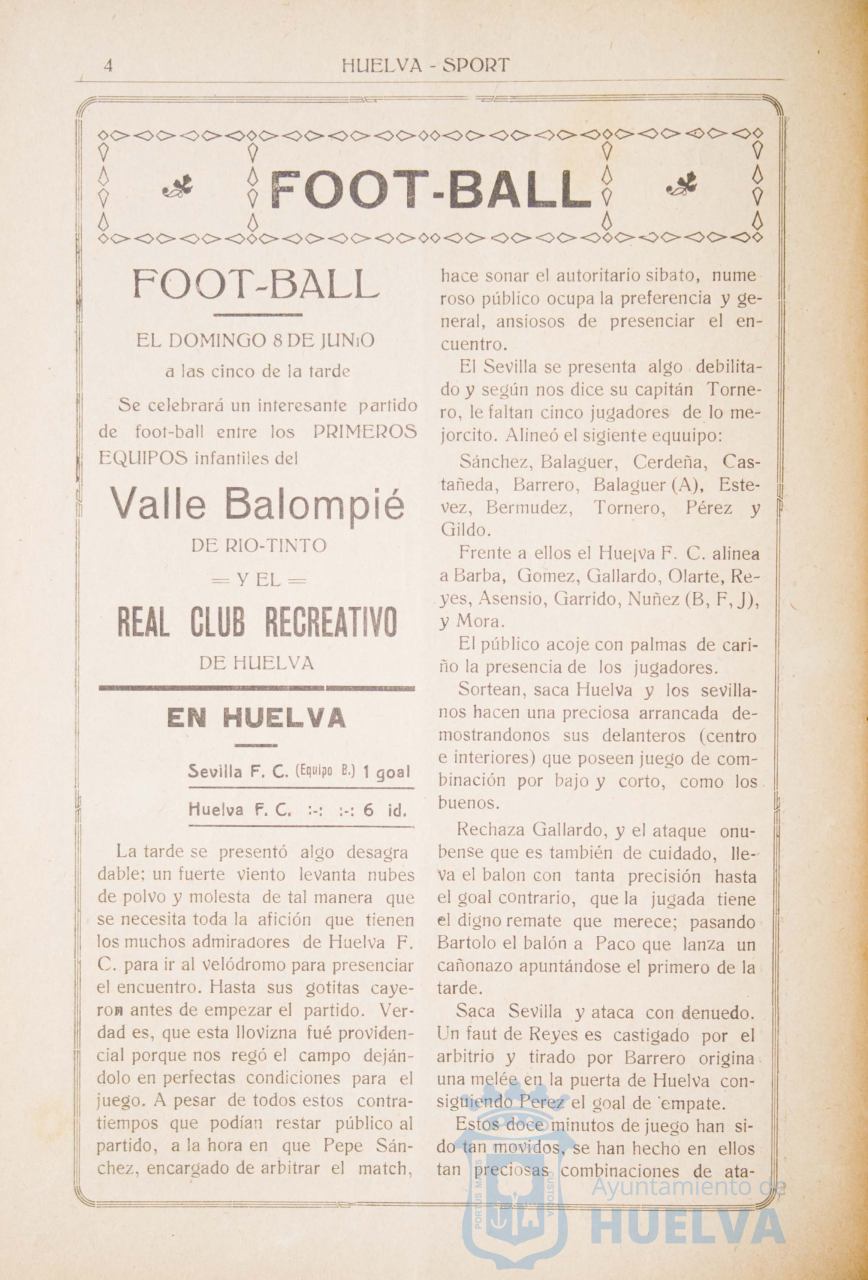 4
HUELVA - SPORT
FOOT-BALL
FOOT-BALL
EL DOMINGO 8 DE JUNiO
a las cinco de la tarde
Se celebrará un interesante partido
de foot-ball entre los PRIMEROS
EQUIPOS infantiles del
Valle Balompié
DE RIO-TINTO
= Y EL =
REAL CLUB RECREATIVO
DE HUELVA
EN HUELVA
Sevilla F. C. (Equipo B.) 1 goal
Huelva F. C. :-: :-: 6 id.
La tarde se presentó algo desagra
dable; un fuerte viento levanta nubes
de polvo y molesta de tal manera que
se necesita toda la afición que tienen
los muchos admiradores de Huelva F.
C. para ir al velódromo para presenciar
el encuentro. Hasta sus gotitas caye-
ron antes de empezar el partido. Ver-
dad es, que esta llovizna fué providen-
cial porque nos regó el campo deján-
dolo en perfectas condiciones para el
juego. A pesar de todos estos contra-
tiempos que podían restar público al
partido, a la hora en que Pepe Sán-
chez, encargado de arbitrar el match,
hace sonar el autoritario sibato, nume
roso público ocupa la preferencia y ge-
neral, ansiosos de presenciar el en-
cuentro.
El Sevilla se presenta algo debilita-
do y según nos dice su capitán Torne-
ro, le faltan cinco jugadores de lo me-
jorcito. Alineó el sigiente equuipo:
Sánchez, Balaguer, Cerdeña, Cas-
tañeda, Barrero, Balaguer (A), Este-
vez, Bermudez, Tornero, Pérez y
Gildo.
Frente a ellos el Huelva F. C. alinea
a Barba, Gomez, Gallardo, Olarte, Re-
yes, Asensio, Garrido, Nuñez (B, F, J),
y Mora.
El público acoje con palmas de cari-
ño la presencia de los jugadores.
Sortean, saca Huelva y los sevilla-
nos hacen una preciosa arrancada de-
mostrandonos sus delanteros (centro
e interiores) que poseen juego de com-
binación por bajo y corto, como los
buenos.
Rechaza Gallardo, y el ataque onu-
bense que es también de cuidado, lle-
va el balon con tanta precisión hasta
el goal contrario, que la jugada tiene
el digno remate que merece; pasando
Bartolo el balón a Paco que lanza un
cañonazo apuntándose el primero de la
tarde.
Saca Sevilla y ataca con denuedo.
Un faut de Reyes es castigado por el
arbitrio y tirado por Barrero origina
una melée en la puerta de Huelva con-
siguiendo Perez el goal de empate.
Estos doce minutos de juego han si-
do tan movidos, se han hecho en ellos
tan preciosas combinaciones de ata-
PORTUS MARIS
CUSTODIA
Ayuntamiento de
HUELVA